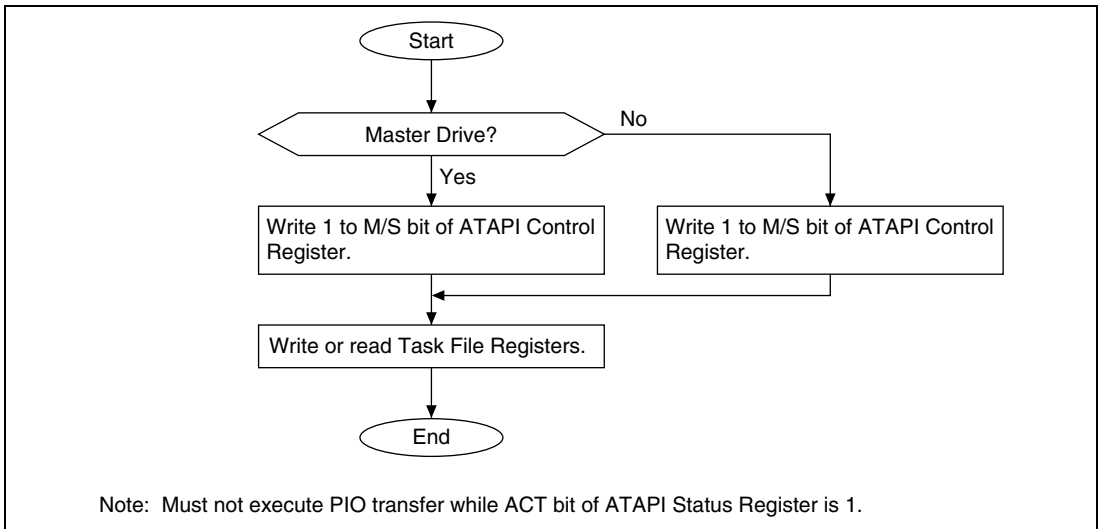 Start
Master Drive?
No
Yes
Write 1 to M/S bit of ATAPI Control
Register.
Write 1 to M/S bit of ATAPI Control
Register.
Write or read Task File Registers.
End
Note: Must not execute PIO transfer while ACT bit of ATAPI Status Register is 1.